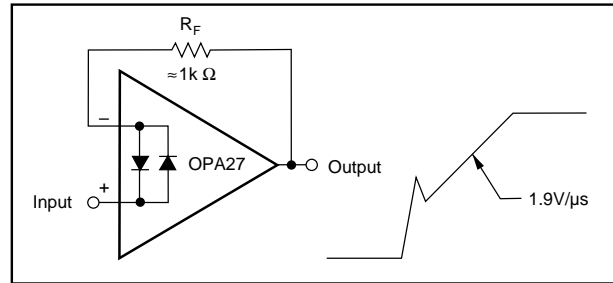 R_F
≈1k Ω
–
OPA27
+
Input
Output
1.9V/µs